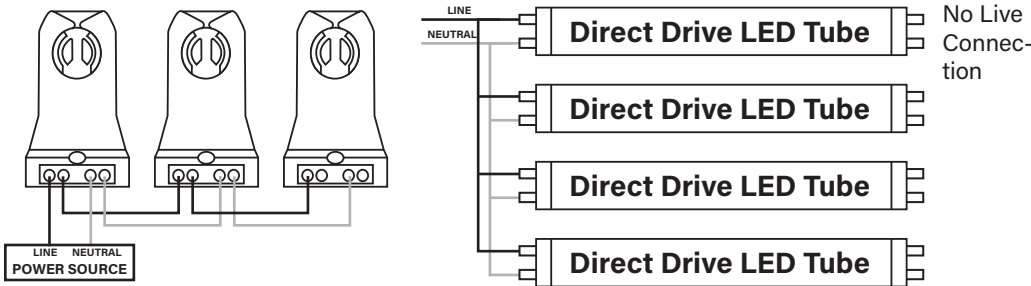 LINE NEUTRAL
POWER SOURCE
LINE
NEUTRAL
Direct Drive LED Tube
Direct Drive LED Tube
Direct Drive LED Tube
Direct Drive LED Tube
No Live
Connec-
tion